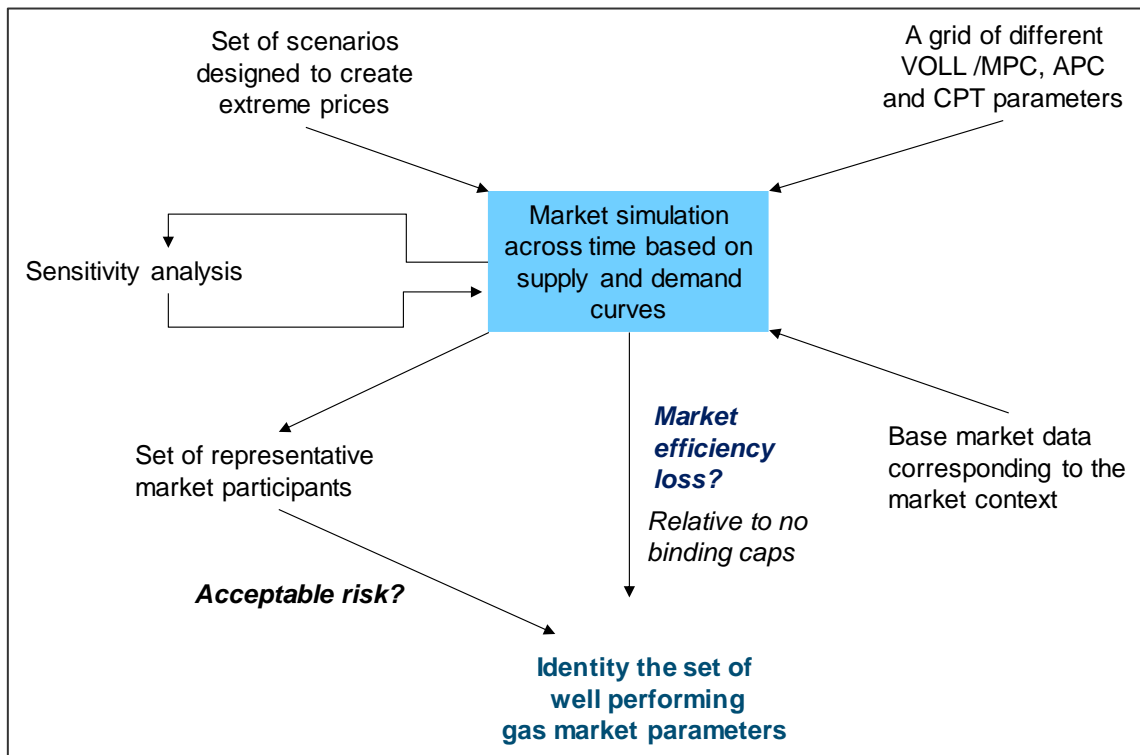 Set of scenarios
designed to create
extreme prices
A grid of different
VOLL /MPC, APC
and CPT parameters
Market simulation
across time based on
supply and demand
curves
Sensitivity analysis
Set of representative
market participants
Market
efficiency
loss?
Relative to no
binding caps
Base market data
corresponding to the
market context
Acceptable risk?
Identity the set of
well performing
gas market parameters